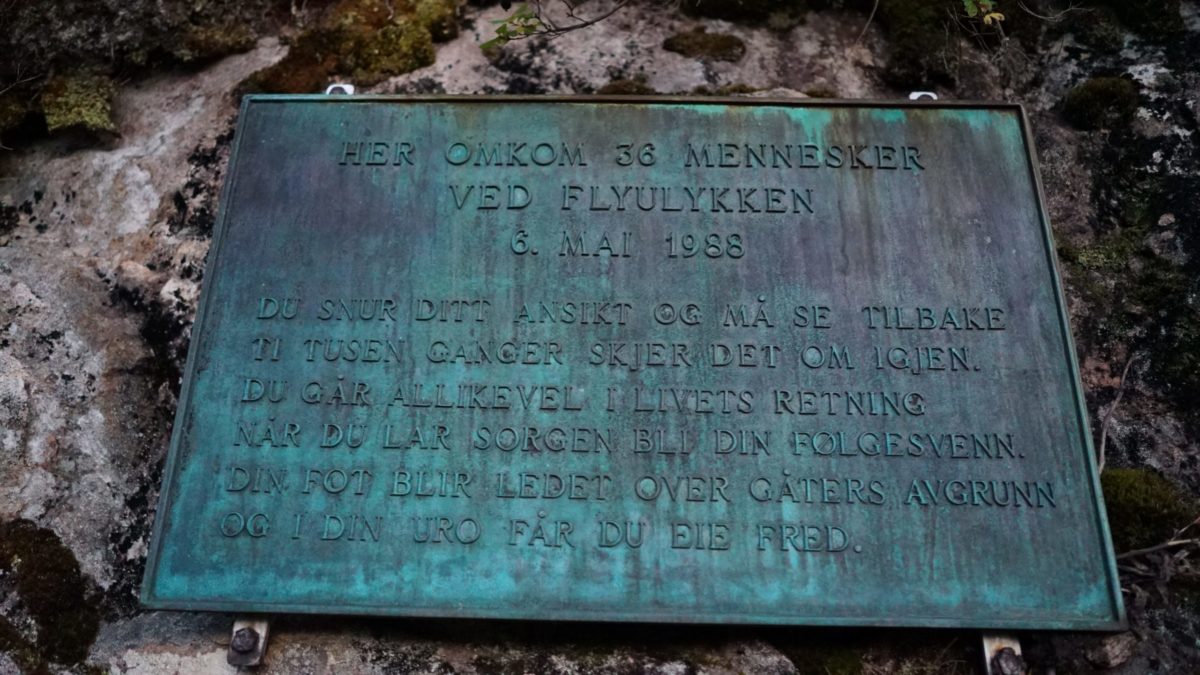 HER OMKOM 36 MENNESKER
VED FLYULYKKEN
6. MAI 1988
DU SNUR DITT ANSIKT OG MÅ SE TILBAKE
TI TUSEN GANGER SKJER DET OM IGJEN.
DU GÅR ALLIKEVEL I LIVETS RETNING
NÅR DU LAR SORGEN BLI DIN FØLGESVENN.
DIN FOT BLIR LEDET OVER GÅTERS AVGRUNN
OG I DIN URO FÅR DU EIE FRED.